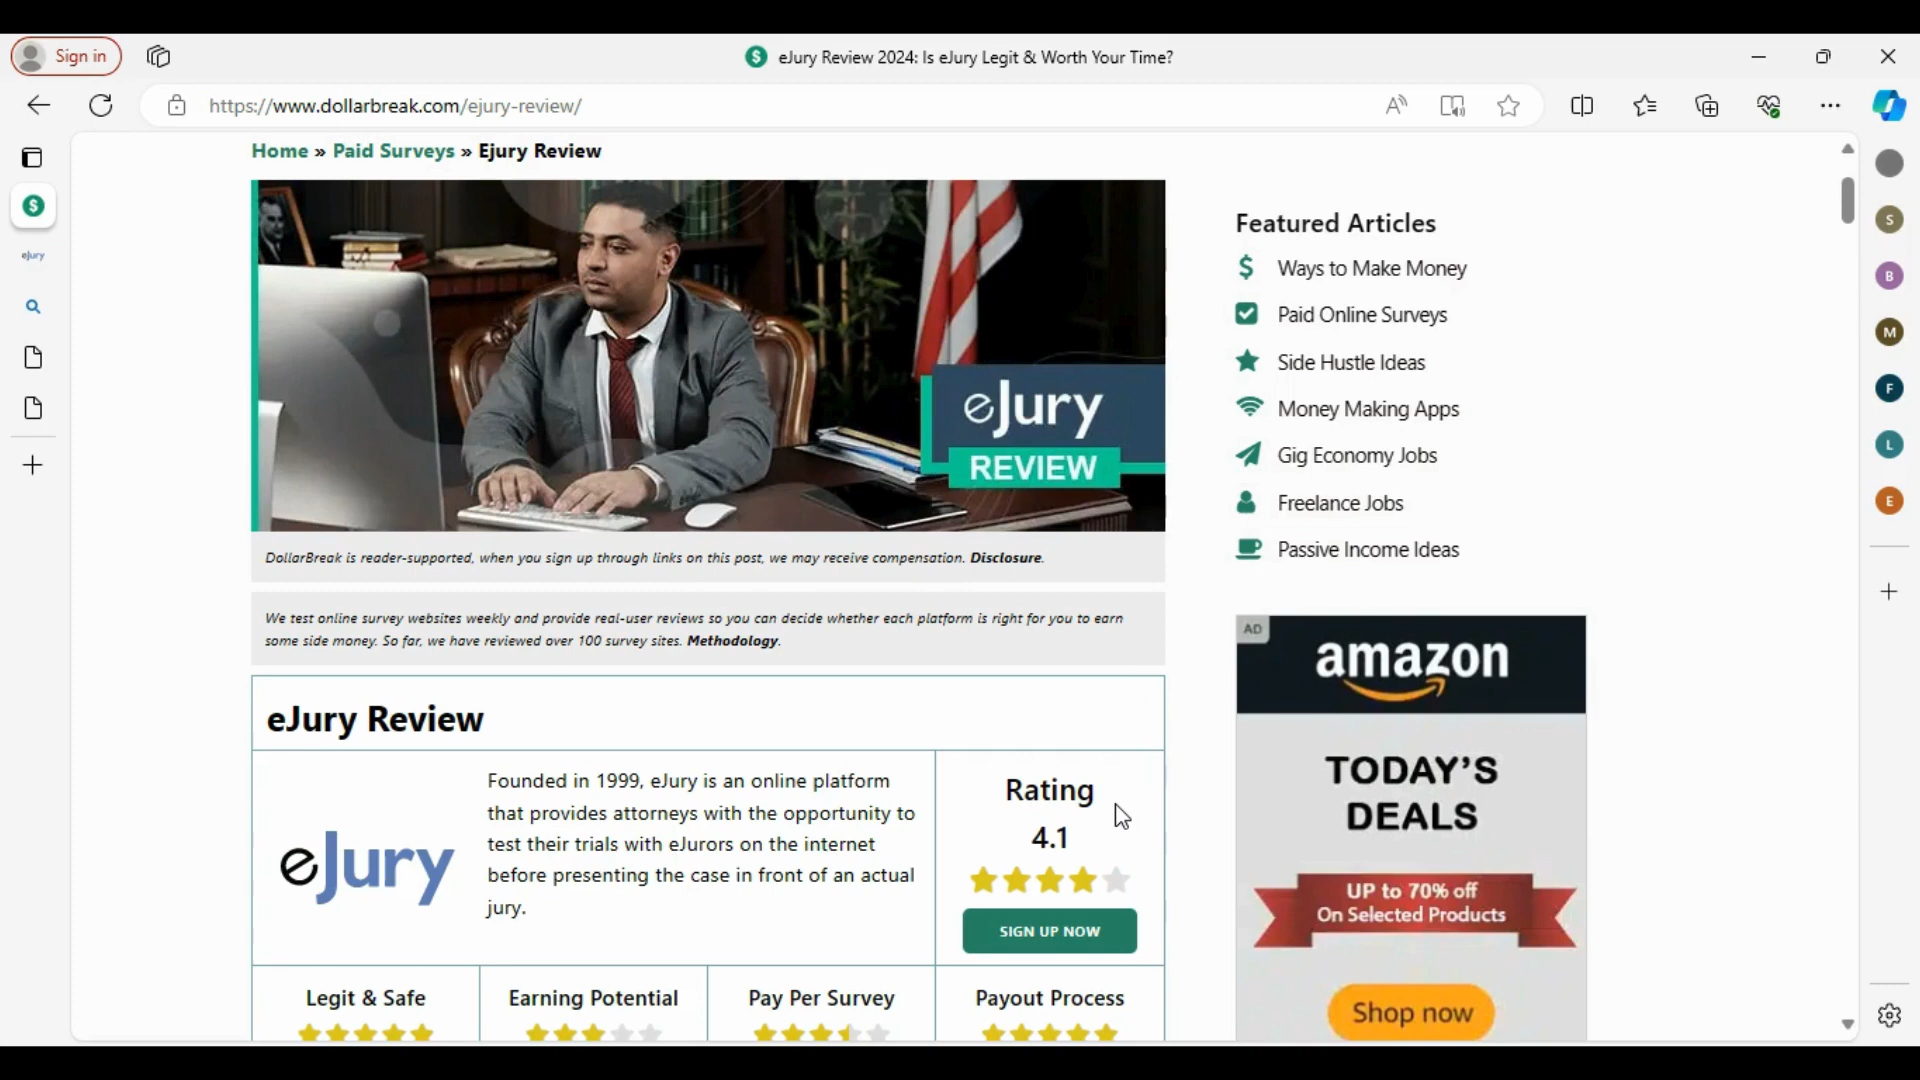 Sign in
eJury Review 2024: Is eJury Legit & Worth Your Time?
https://www.dollarbreak.com/ejury-review/
Home » Paid Surveys » Ejury Review
eJury
REVIEW
DollarBreak is reader-supported, when you sign up through links on this post, we may receive compensation. Disclosure.
We test online survey websites weekly and provide real-user reviews so you can decide whether each platform is right for you to earn
some side money. So far, we have reviewed over 100 survey sites. Methodology.
eJury Review
eJury
Founded in 1999, eJury is an online platform
that provides attorneys with the opportunity to
test their trials with eJurors on the internet
before presenting the case in front of an actual
jury.
Rating
4.1
SIGN UP NOW
Legit & Safe
Earning Potential
Pay Per Survey
Payout Process
Featured Articles
Ways to Make Money
Paid Online Surveys
Side Hustle Ideas
Money Making Apps
Gig Economy Jobs
Freelance Jobs
Passive Income Ideas
AD
amazon
TODAY'S
DEALS
UP to 70% off
On Selected Products
Shop now
eJury
S
B
M
F
L
E